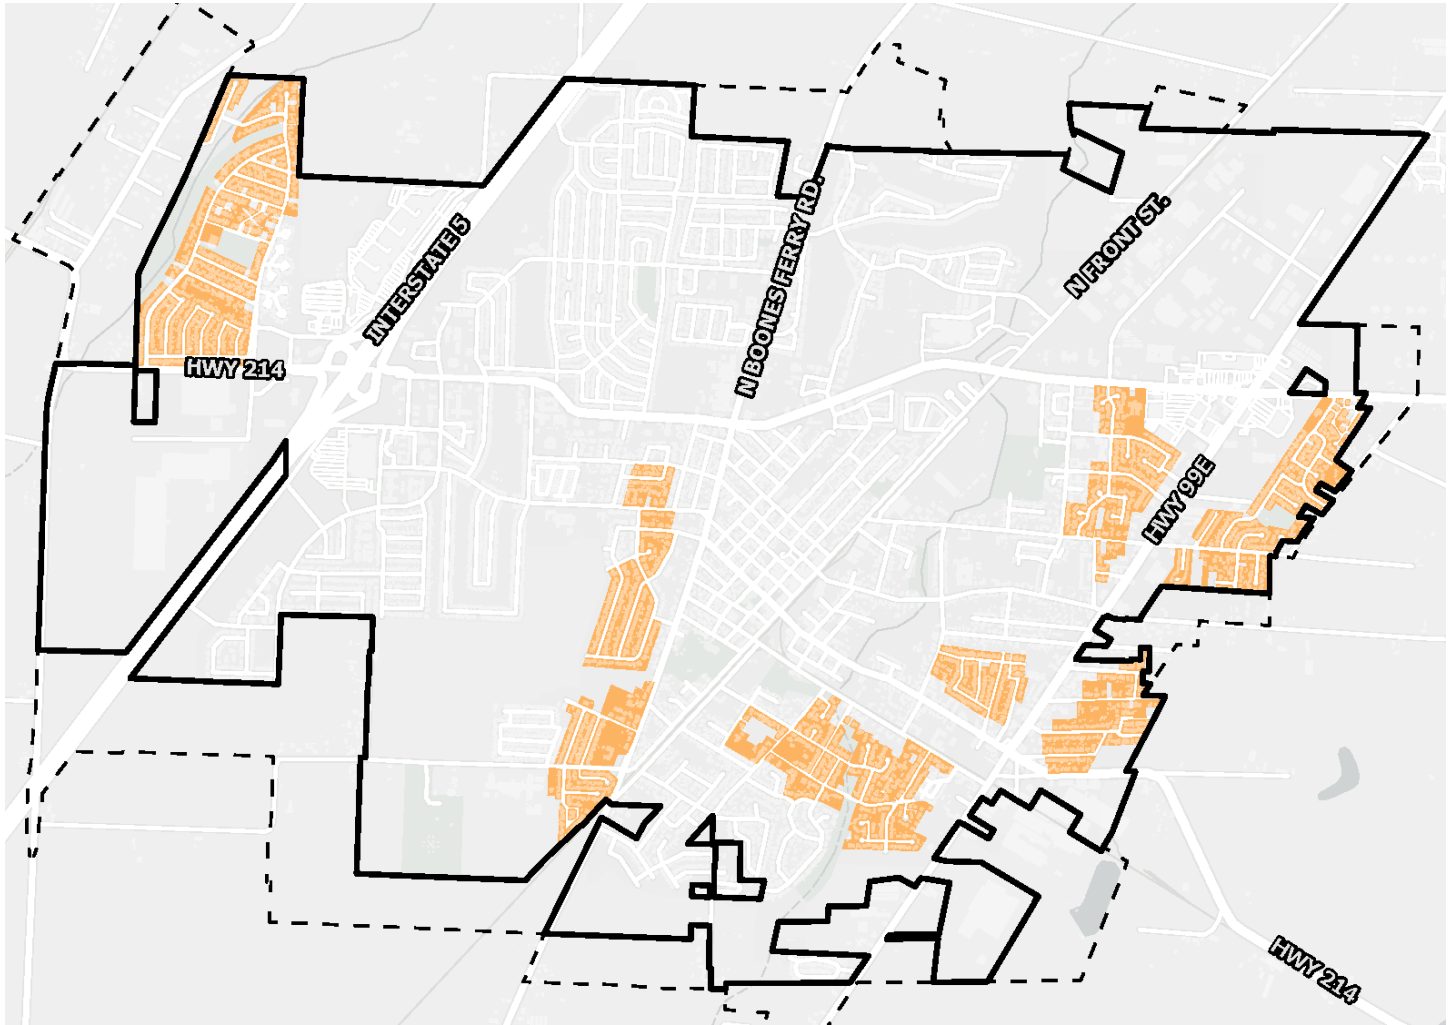 N FRONT ST.
INTERSTATE 5
N BOONES FERRY RD.
HWY 214
HWY 99E
HWY 214